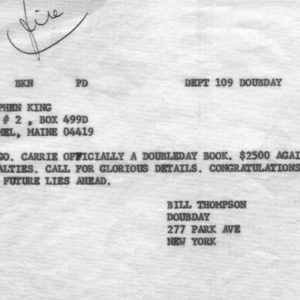 BKN PD DEPT 109 DOUBDAY
PHEN KING
# 2 , BOX 499D
MEL, MAINE 04419
GO. CARRIE OFFICIALLY A DOUBLEDAY BOOK. $2500 AGAI
ALTIES. CALL FOR GLORIOUS DETAILS. CONGRATULATIONS
FUTURE LIES AHEAD.
BILL THOMPSON
DOUBDAY
277 PARK AVE
NEW YORK